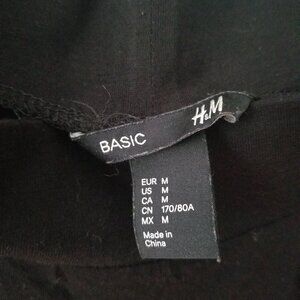 H&M
BASIC
EUR M
US M
CA M
CN 170/80A
MX M
Made in
China